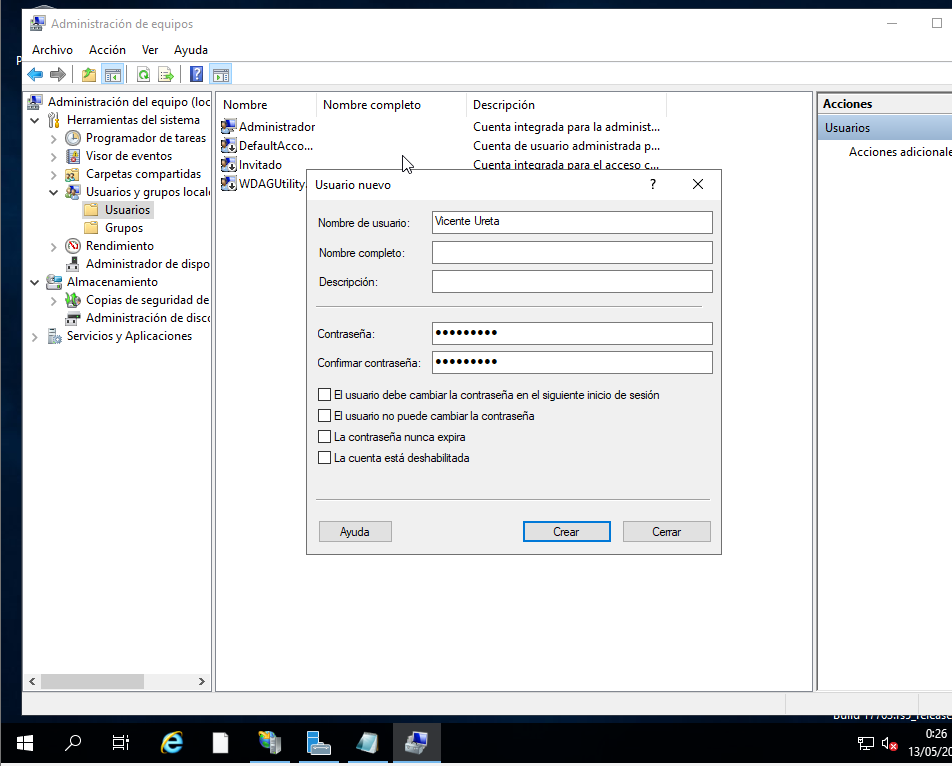 Administración de equipos
Archivo Acción Ver Ayuda
Administración del equipo (loc
Herramientas del sistema
Programador de tareas
Visor de eventos
Carpetas compartidas
Usuarios y grupos locale
Usuarios
Grupos
Rendimiento
Administrador de dispo
Almacenamiento
Copias de seguridad de
Administración de disco
Servicios y Aplicaciones
Nombre Nombre completo Descripción
Administrador Cuenta integrada para la administ...
DefaultAcco... Cuenta de usuario administrada p...
Invitado Cuenta integrada para el acceso c...
WDAGUtility
Acciones
Usuarios
Acciones adicionale
Usuario nuevo
?
Nombre de usuario: Vicente Ureta
Nombre completo:
Descripción:
Contraseña: •••••••••
Confirmar contraseña: •••••••••
El usuario debe cambiar la contraseña en el siguiente inicio de sesión
El usuario no puede cambiar la contraseña
La contraseña nunca expira
La cuenta está deshabilitada
Ayuda Crear Cerrar
0:26
13/05/20